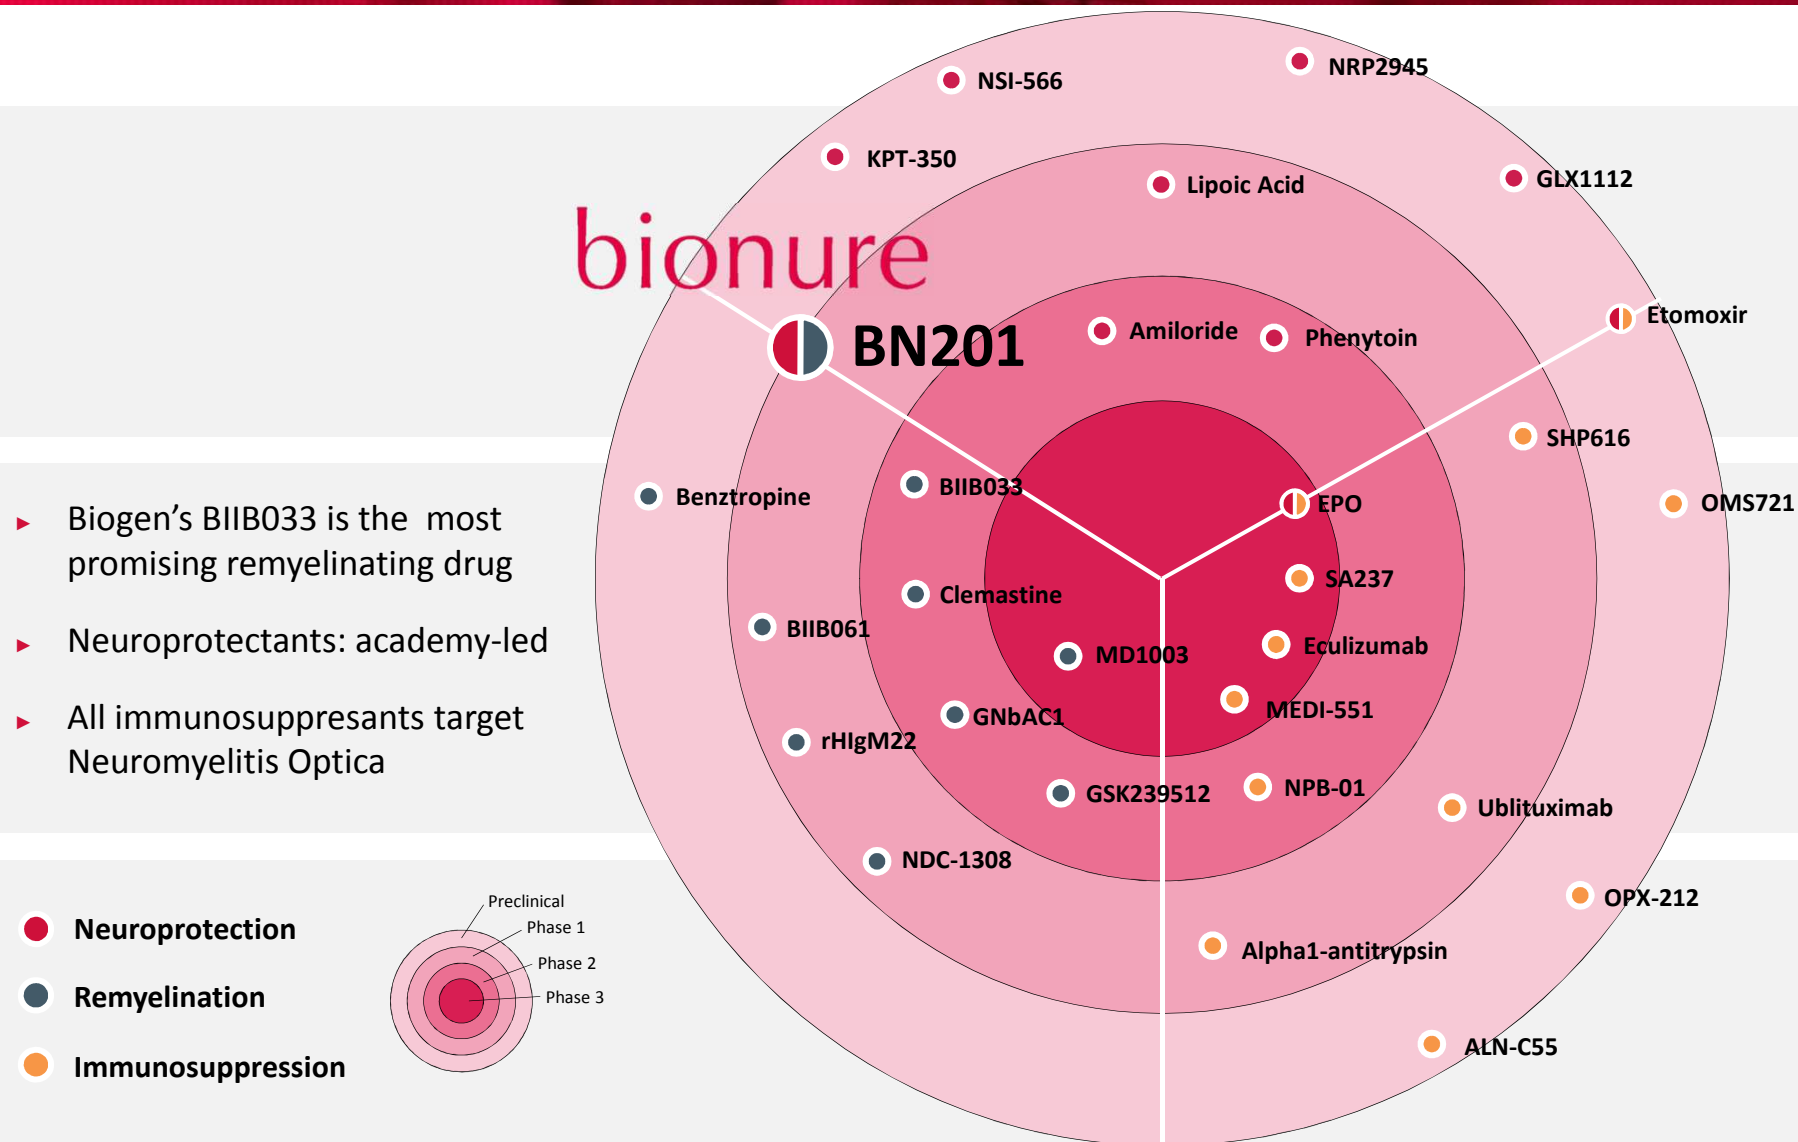 NRP2945
NSI-566
KPT-350
Lipoic Acid
GLX1112
bionure
BN201
Amiloride
Phenytoin
Etomoxir
SHP616
Benztropine
BIIB033
EPO
OMS721
► Biogen's BIIB033 is the most
promising remyelinating drug
► Neuroprotectants: academy-led
► All immunosuppresants target
Neuromyelitis Optica
SA237
Clemastine
BIIB061
MD1003
Eculizumab
MEDI-551
GNbAC1
rHIgM22
GSK239512
NPB-01
Ublituximab
NDC-1308
OPX-212
Alpha1-antitrypsin
ALN-C55
Neuroprotection
Remyelination
Immunosuppression
Preclinical
Phase 1
Phase 2
Phase 3